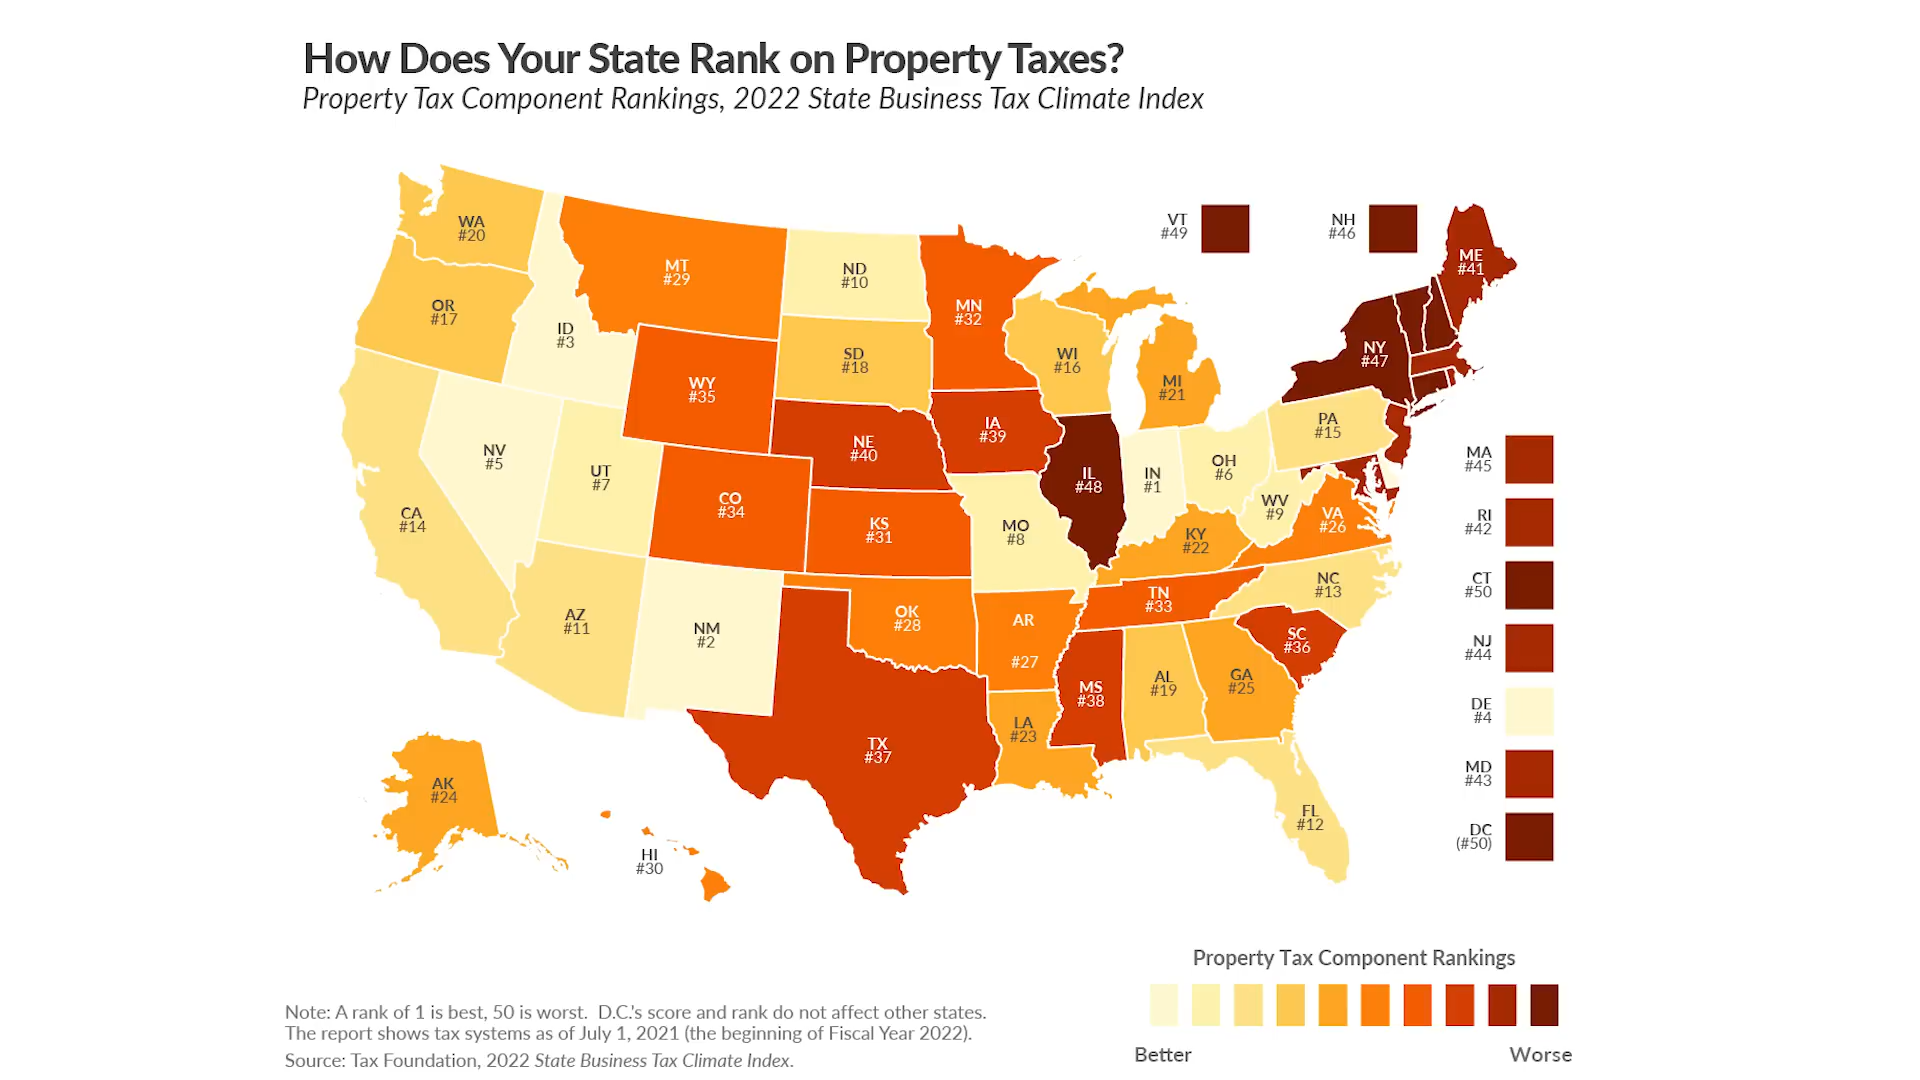 How Does Your State Rank on Property Taxes?
Property Tax Component Rankings, 2022 State Business Tax Climate Index
WA
#20
OR
#17
CA
#14
ID
#3
NV
#5
UT
#7
AZ
#11
MT
#29
WY
#35
CO
#34
NM
#2
ND
#10
SD
#18
NE
#40
KS
#31
OK
#28
TX
#37
MN
#32
IA
#39
MO
#8
AR
#27
LA
#23
WI
#16
IL
#48
MI
#21
IN
#1
OH
#6
KY
#22
TN
#33
MS
#38
AL
#19
GA
#25
FL
#12
SC
#36
NC
#13
VA
#26
WV
#9
PA
#15
NY
#47
VT
#49
NH
#46
ME
#41
MA
#45
RI
#42
CT
#50
NJ
#44
DE
#4
MD
#43
DC
(#50)
AK
#24
HI
#30
Property Tax Component Rankings
Better
Worse
Note: A rank of 1 is best, 50 is worst. D.C.'s score and rank do not affect other states.
The report shows tax systems as of July 1, 2021 (the beginning of Fiscal Year 2022).
Source: Tax Foundation, 2022 State Business Tax Climate Index.